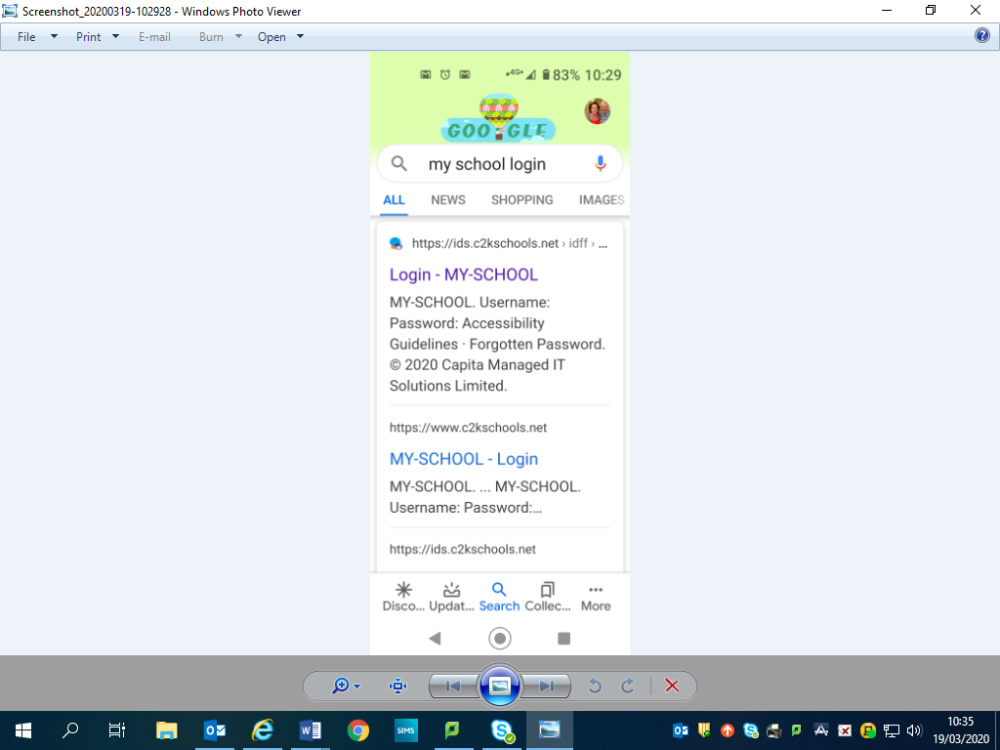 Screenshot_20200319-102928 - Windows Photo Viewer
File Print E-mail Burn Open
4G+ 83% 10:29
GOOGLE
my school login
ALL NEWS SHOPPING IMAGES
https://ids.c2kschools.net › idff › ...
Login - MY-SCHOOL
MY-SCHOOL. Username:
Password: Accessibility
Guidelines · Forgotten Password.
© 2020 Capita Managed IT
Solutions Limited.
https://www.c2kschools.net
MY-SCHOOL - Login
MY-SCHOOL. ... MY-SCHOOL.
Username: Password:...
https://ids.c2kschools.net
Disco... Updat... Search Collec... More
SIMS
10:35
19/03/2020